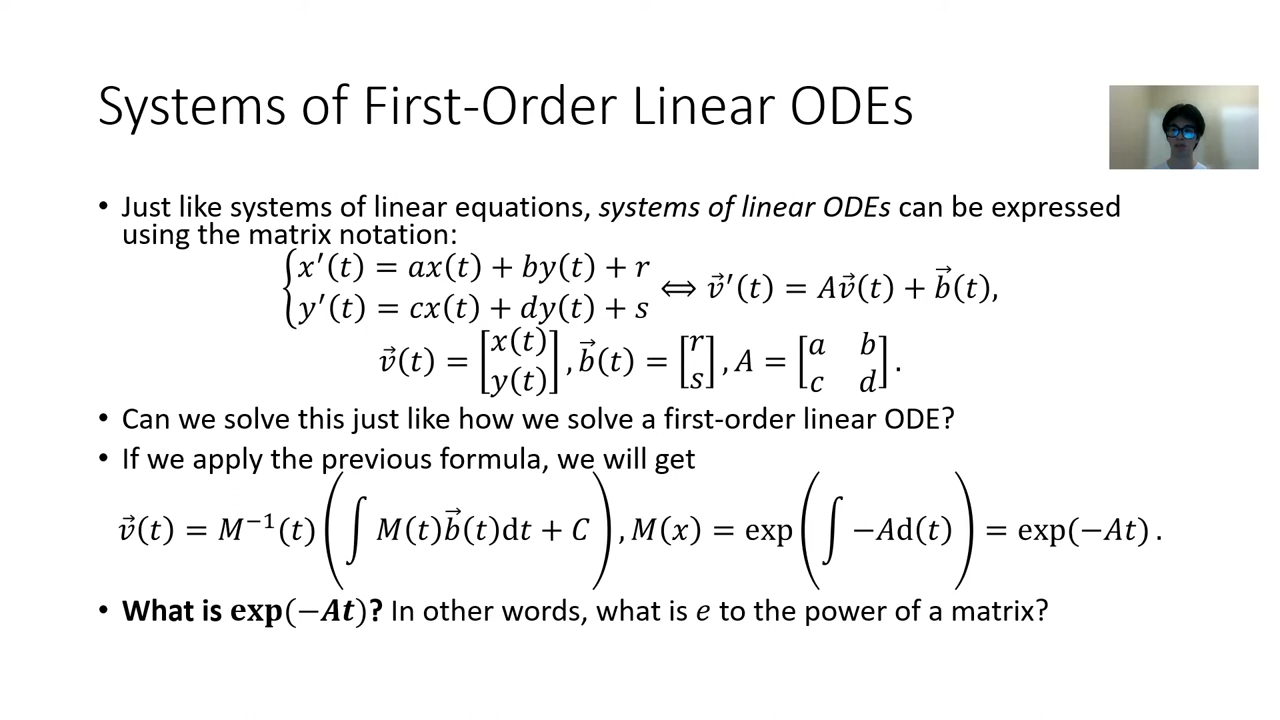 Systems of First-Order Linear ODEs
• Just like systems of linear equations, systems of linear ODEs can be expressed
using the matrix notation:
{x′(t) = ax(t) + by(t) + r
{y′(t) = cx(t) + dy(t) + s ⟺ v⃗′(t) = Av⃗(t) + b⃗(t),
v⃗(t) = [x(t) y(t)], b⃗(t) = [r s], A = [a b c d].
• Can we solve this just like how we solve a first-order linear ODE?
• If we apply the previous formula, we will get
v⃗(t) = M⁻¹(t) (∫ M(t)b⃗(t)dt + C), M(x) = exp (∫ −Ad(t)) = exp(−At).
• What is exp(−At)? In other words, what is e to the power of a matrix?